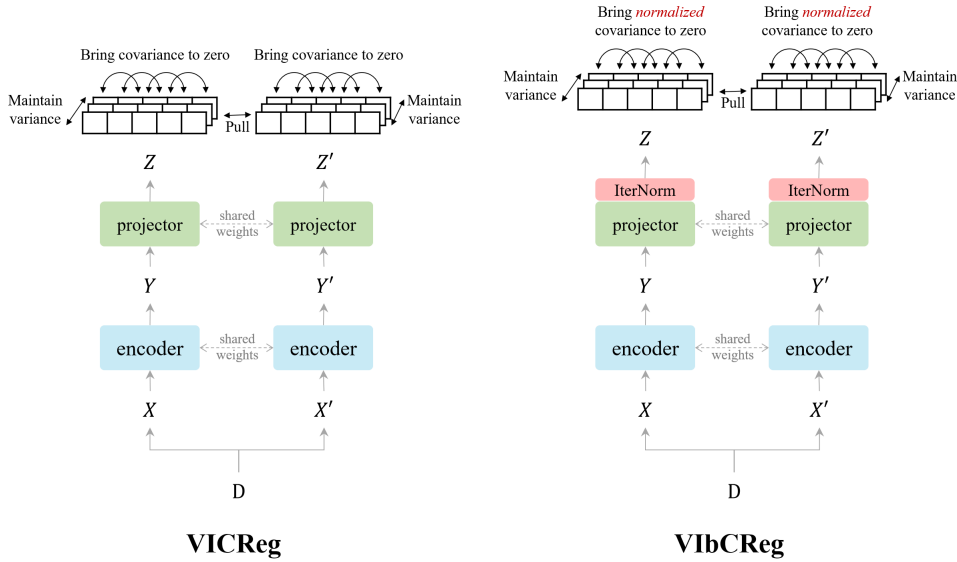 Bring covariance to zero
Bring covariance to zero
Maintain
variance
Pull
Maintain
variance
Z
Z′
projector
shared
weights
projector
Y
Y′
encoder
shared
weights
encoder
X
X′
D
VICReg
Bring normalized
covariance to zero
Bring normalized
covariance to zero
Maintain
variance
Pull
Maintain
variance
Z
Z′
IterNorm
IterNorm
projector
shared
weights
projector
Y
Y′
encoder
shared
weights
encoder
X
X′
D
VIbCReg